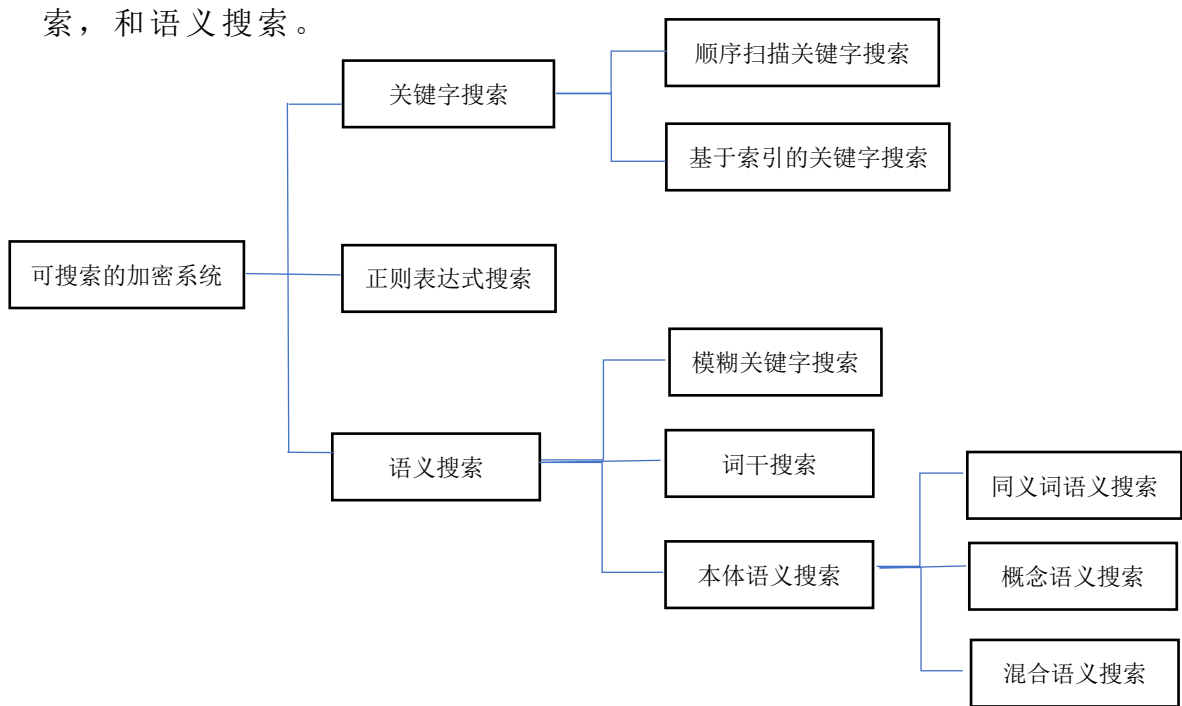 索，和语义搜索。
顺序扫描关键字搜索
关键字搜索
基于索引的关键字搜索
可搜索的加密系统
正则表达式搜索
模糊关键字搜索
语义搜索
词干搜索
同义词语义搜索
本体语义搜索
概念语义搜索
混合语义搜索